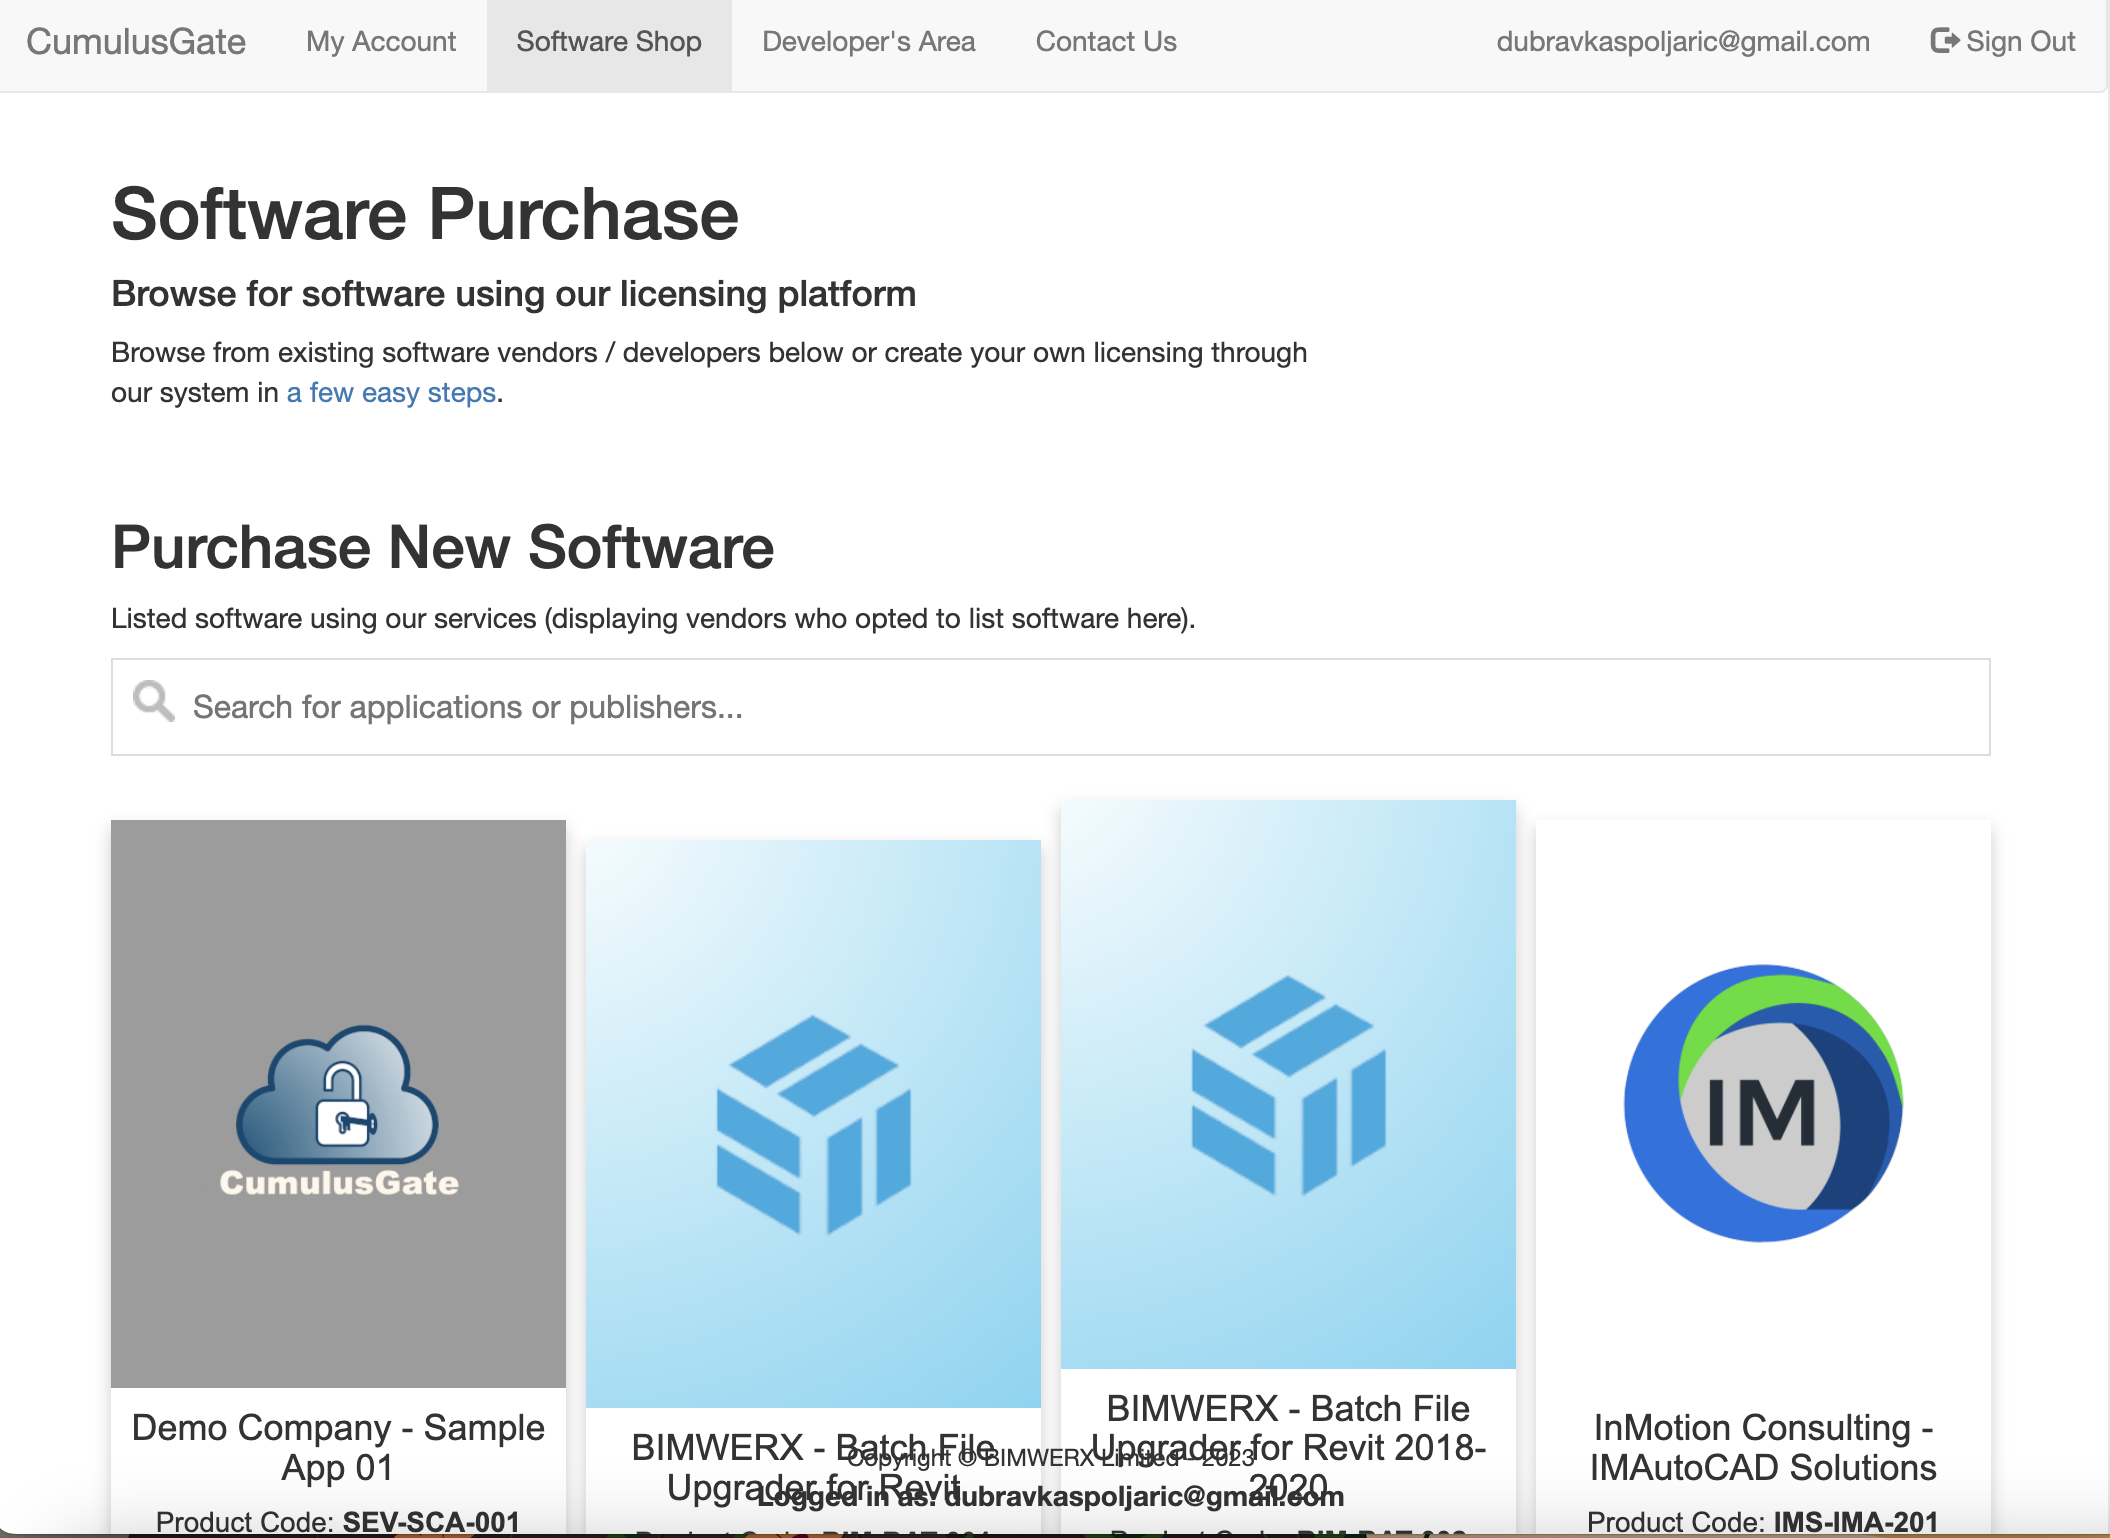 CumulusGate My Account Software Shop Developer's Area Contact Us dubravkaspoljaric@gmail.com Sign Out
Software Purchase
Browse for software using our licensing platform
Browse from existing software vendors / developers below or create your own licensing through
our system in a few easy steps.
Purchase New Software
Listed software using our services (displaying vendors who opted to list software here).
Search for applications or publishers...
CumulusGate
Demo Company - Sample
App 01
Product Code: SEV-SCA-001
BIMWERX - Batch File
Upgrader for Revit
BIMWERX - Batch File
Upgrader for Revit 2018-
2020
IM
InMotion Consulting -
IMAutoCAD Solutions
Product Code: IMS-IMA-201
Copyright © BIMWERX Limited - 2023
Logged in as: dubravkaspoljaric@gmail.com